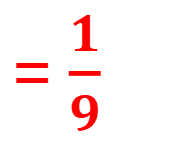 = 1/9